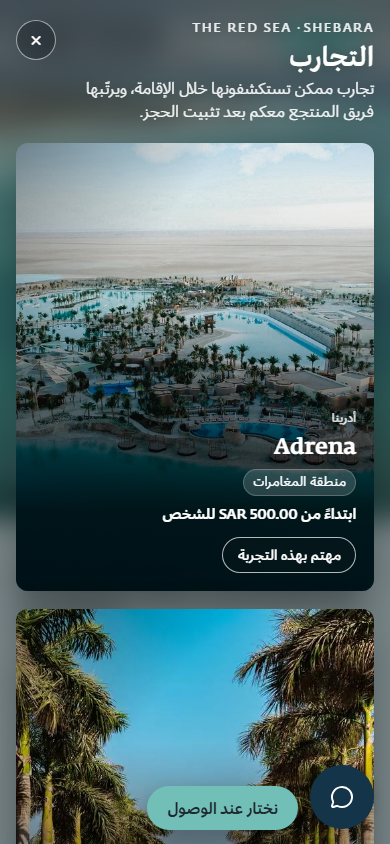 THE RED SEA · SHEBARA
التجارب
تجارب ممكن تستكشفونها خلال الإقامة، ويرتّبها
فريق المنتجع معكم بعد تثبيت الحجز.
أدرينا
Adrena
منطقة المغامرات
ابتداءً من SAR 500.00 للشخص
مهتم بهذه التجربة
نختار عند الوصول